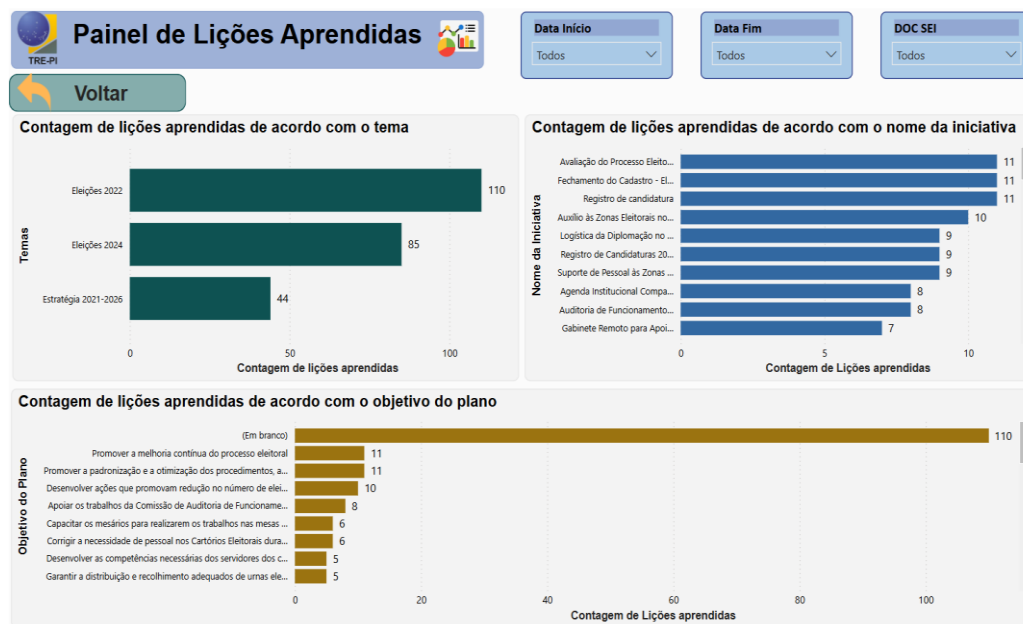 Painel de Lições Aprendidas
TRE-PI
Data Início
Todos
Data Fim
Todos
DOC SEI
Todos
Voltar
Contagem de lições aprendidas de acordo com o tema
Temas
Eleições 2022
110
Eleições 2024
85
Estratégia 2021-2026
44
0 50 100
Contagem de lições aprendidas
Contagem de lições aprendidas de acordo com o nome da iniciativa
Nome da Iniciativa
Avaliação do Processo Eleito... 11
Fechamento do Cadastro - El... 11
Registro de candidatura 11
Auxílio às Zonas Eleitorais no... 10
Logística da Diplomação no ... 9
Registro de Candidaturas 20... 9
Suporte de Pessoal às Zonas ... 9
Agenda Institucional Compa... 8
Auditoria de Funcionamento... 8
Gabinete Remoto para Apoi... 7
0 5 10
Contagem de Lições aprendidas
Contagem de lições aprendidas de acordo com o objetivo do plano
Objetivo do Plano
(Em branco) 110
Promover a melhoria contínua do processo eleitoral 11
Promover a padronização e a otimização dos procedimentos, a... 11
Desenvolver ações que promovam redução no número de elei... 10
Apoiar os trabalhos da Comissão de Auditoria de Funcioname... 8
Capacitar os mesários para realizarem os trabalhos nas mesas ... 6
Corrigir a necessidade de pessoal nos Cartórios Eleitorais dura... 6
Desenvolver as competências necessárias dos servidores dos c... 5
Garantir a distribuição e recolhimento adequados de urnas ele... 5
0 20 40 60 80 100
Contagem de Lições aprendidas